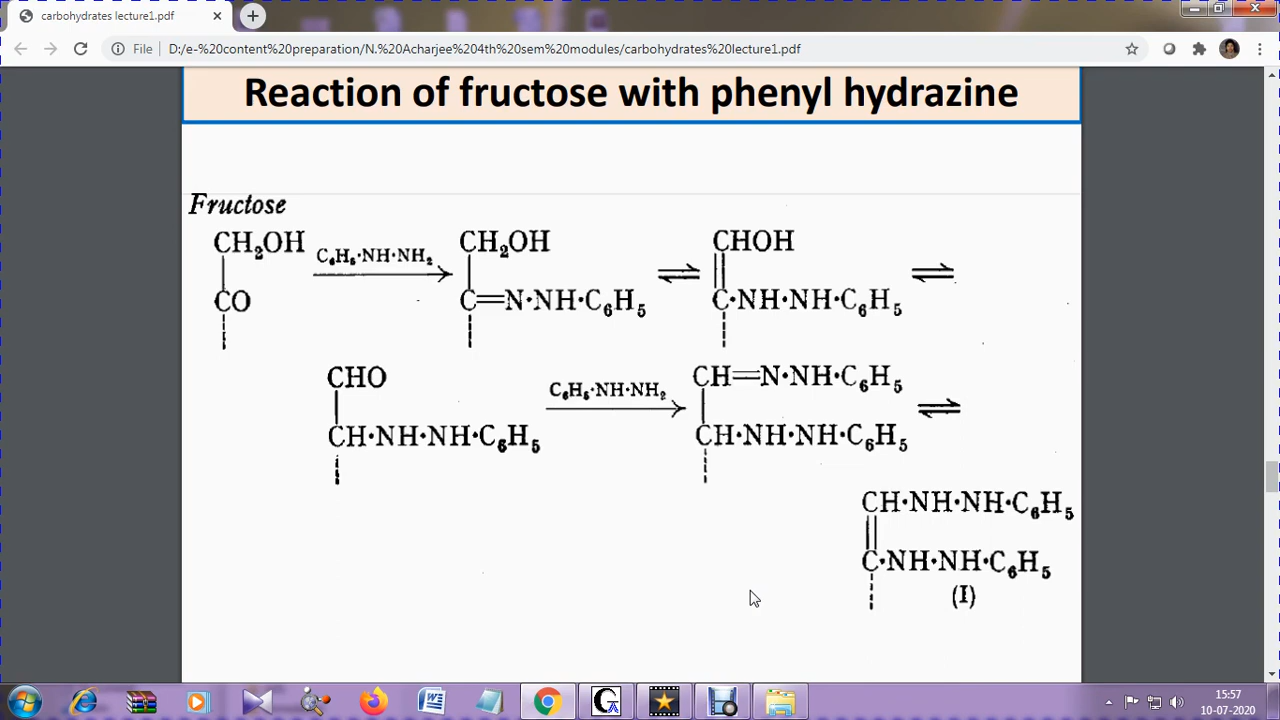 carbohydrates lecture1.pdf
File | D:/e-%20content%20preparation/N.%20Acharjee%204th%20sem%20modules/carbohydrates%20lecture1.pdf
Reaction of fructose with phenyl hydrazine
Fructose
CH₂OH C₆H₅·NH·NH₂ CH₂OH ⇌ CHOH ⇌
CO C=N·NH·C₆H₅ C·NH·NH·C₆H₅
CHO C₆H₅·NH·NH₂ CH=N·NH·C₆H₅ ⇌
CH·NH·NH·C₆H₅ CH·NH·NH·C₆H₅
CH·NH·NH·C₆H₅
C·NH·NH·C₆H₅
(I)
15:57
10-07-2020